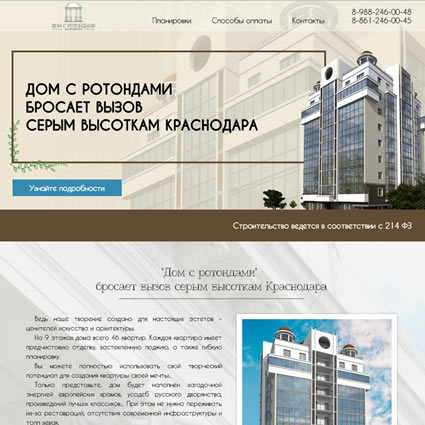 ДОМ С РОТОНДАМИ
Планировки Способы оплаты Контакты
8-988-246-00-48
8-861-246-00-45
ДОМ С РОТОНДАМИ
БРОСАЕТ ВЫЗОВ
СЕРЫМ ВЫСОТКАМ КРАСНОДАРА
Узнайте подробности
Строительство ведется в соответствии с 214 ФЗ
"Дом с ротондами"
бросает вызов серым высоткам Краснодара
Ведь наше творение создано для настоящих эстетов –
ценителей искусства и архитектуры.
На 9 этажах дома всего 46 квартир. Каждая квартира имеет
предчистовую отделку, застекленную лоджию, а также гибкую
планировку.
Вы можете полностью использовать свой творческий
потенциал для создания квартиры своей мечты..
Только представьте, дом будет наполнен загадочной
энергией европейских храмов, усадеб русского дворянства,
произведений лучших классиков... При этом не нужно переживать
из-за реставраций, отсутствия современной инфраструктуры и
толп зевак.